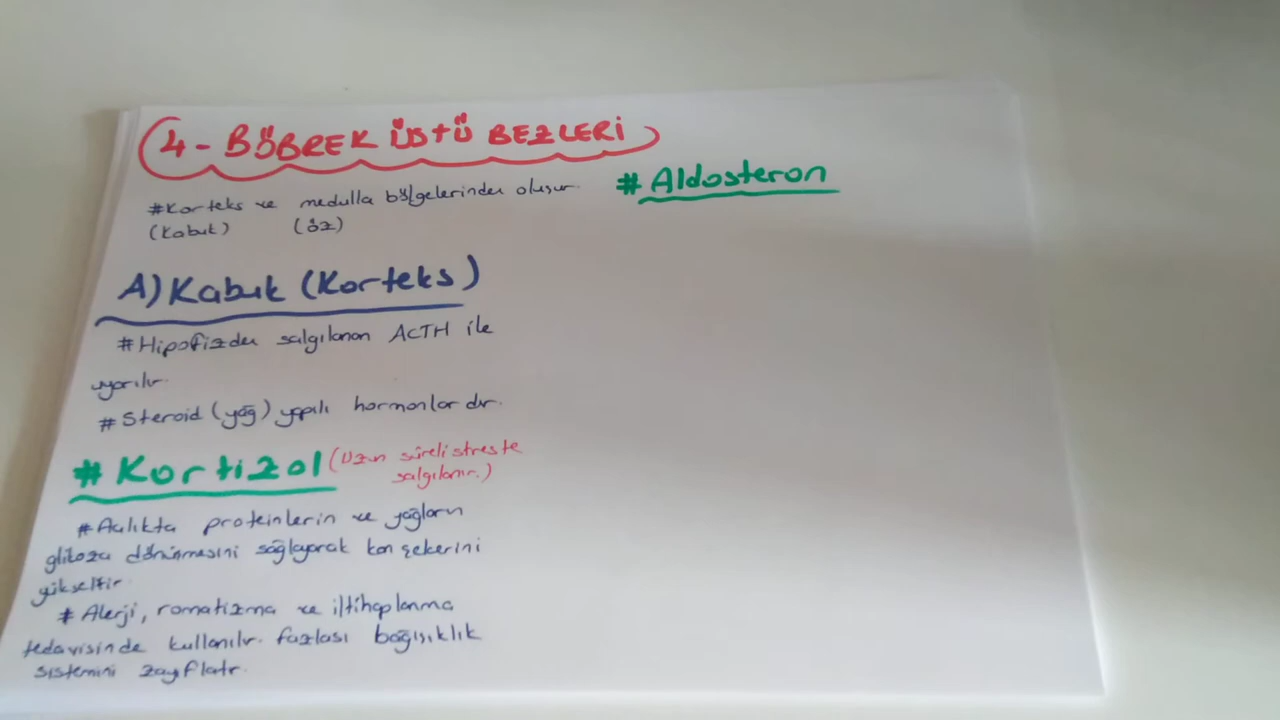 4- BÖBREK ÜSTÜ BEZLERİ
#Korteks ve medulla bölgelerinden oluşur.
(Kabuk) (öz)
A) Kabuk (Korteks)
#Hipofizden salgılanan ACTH ile
uyarılır.
#Steroid (yağ) yapılı hormonlardır.
#Kortizol (Uzun süreli streste
salgılanır.)
#Açlıkta proteinlerin ve yağların
glikoza dönüşmesini sağlayarak kan şekerini
yükseltir.
#Alerji, romatizma ve iltihaplanma
tedavisinde kullanılır. fazlası bağışıklık
sistemini zayıflatır.
#Aldosteron